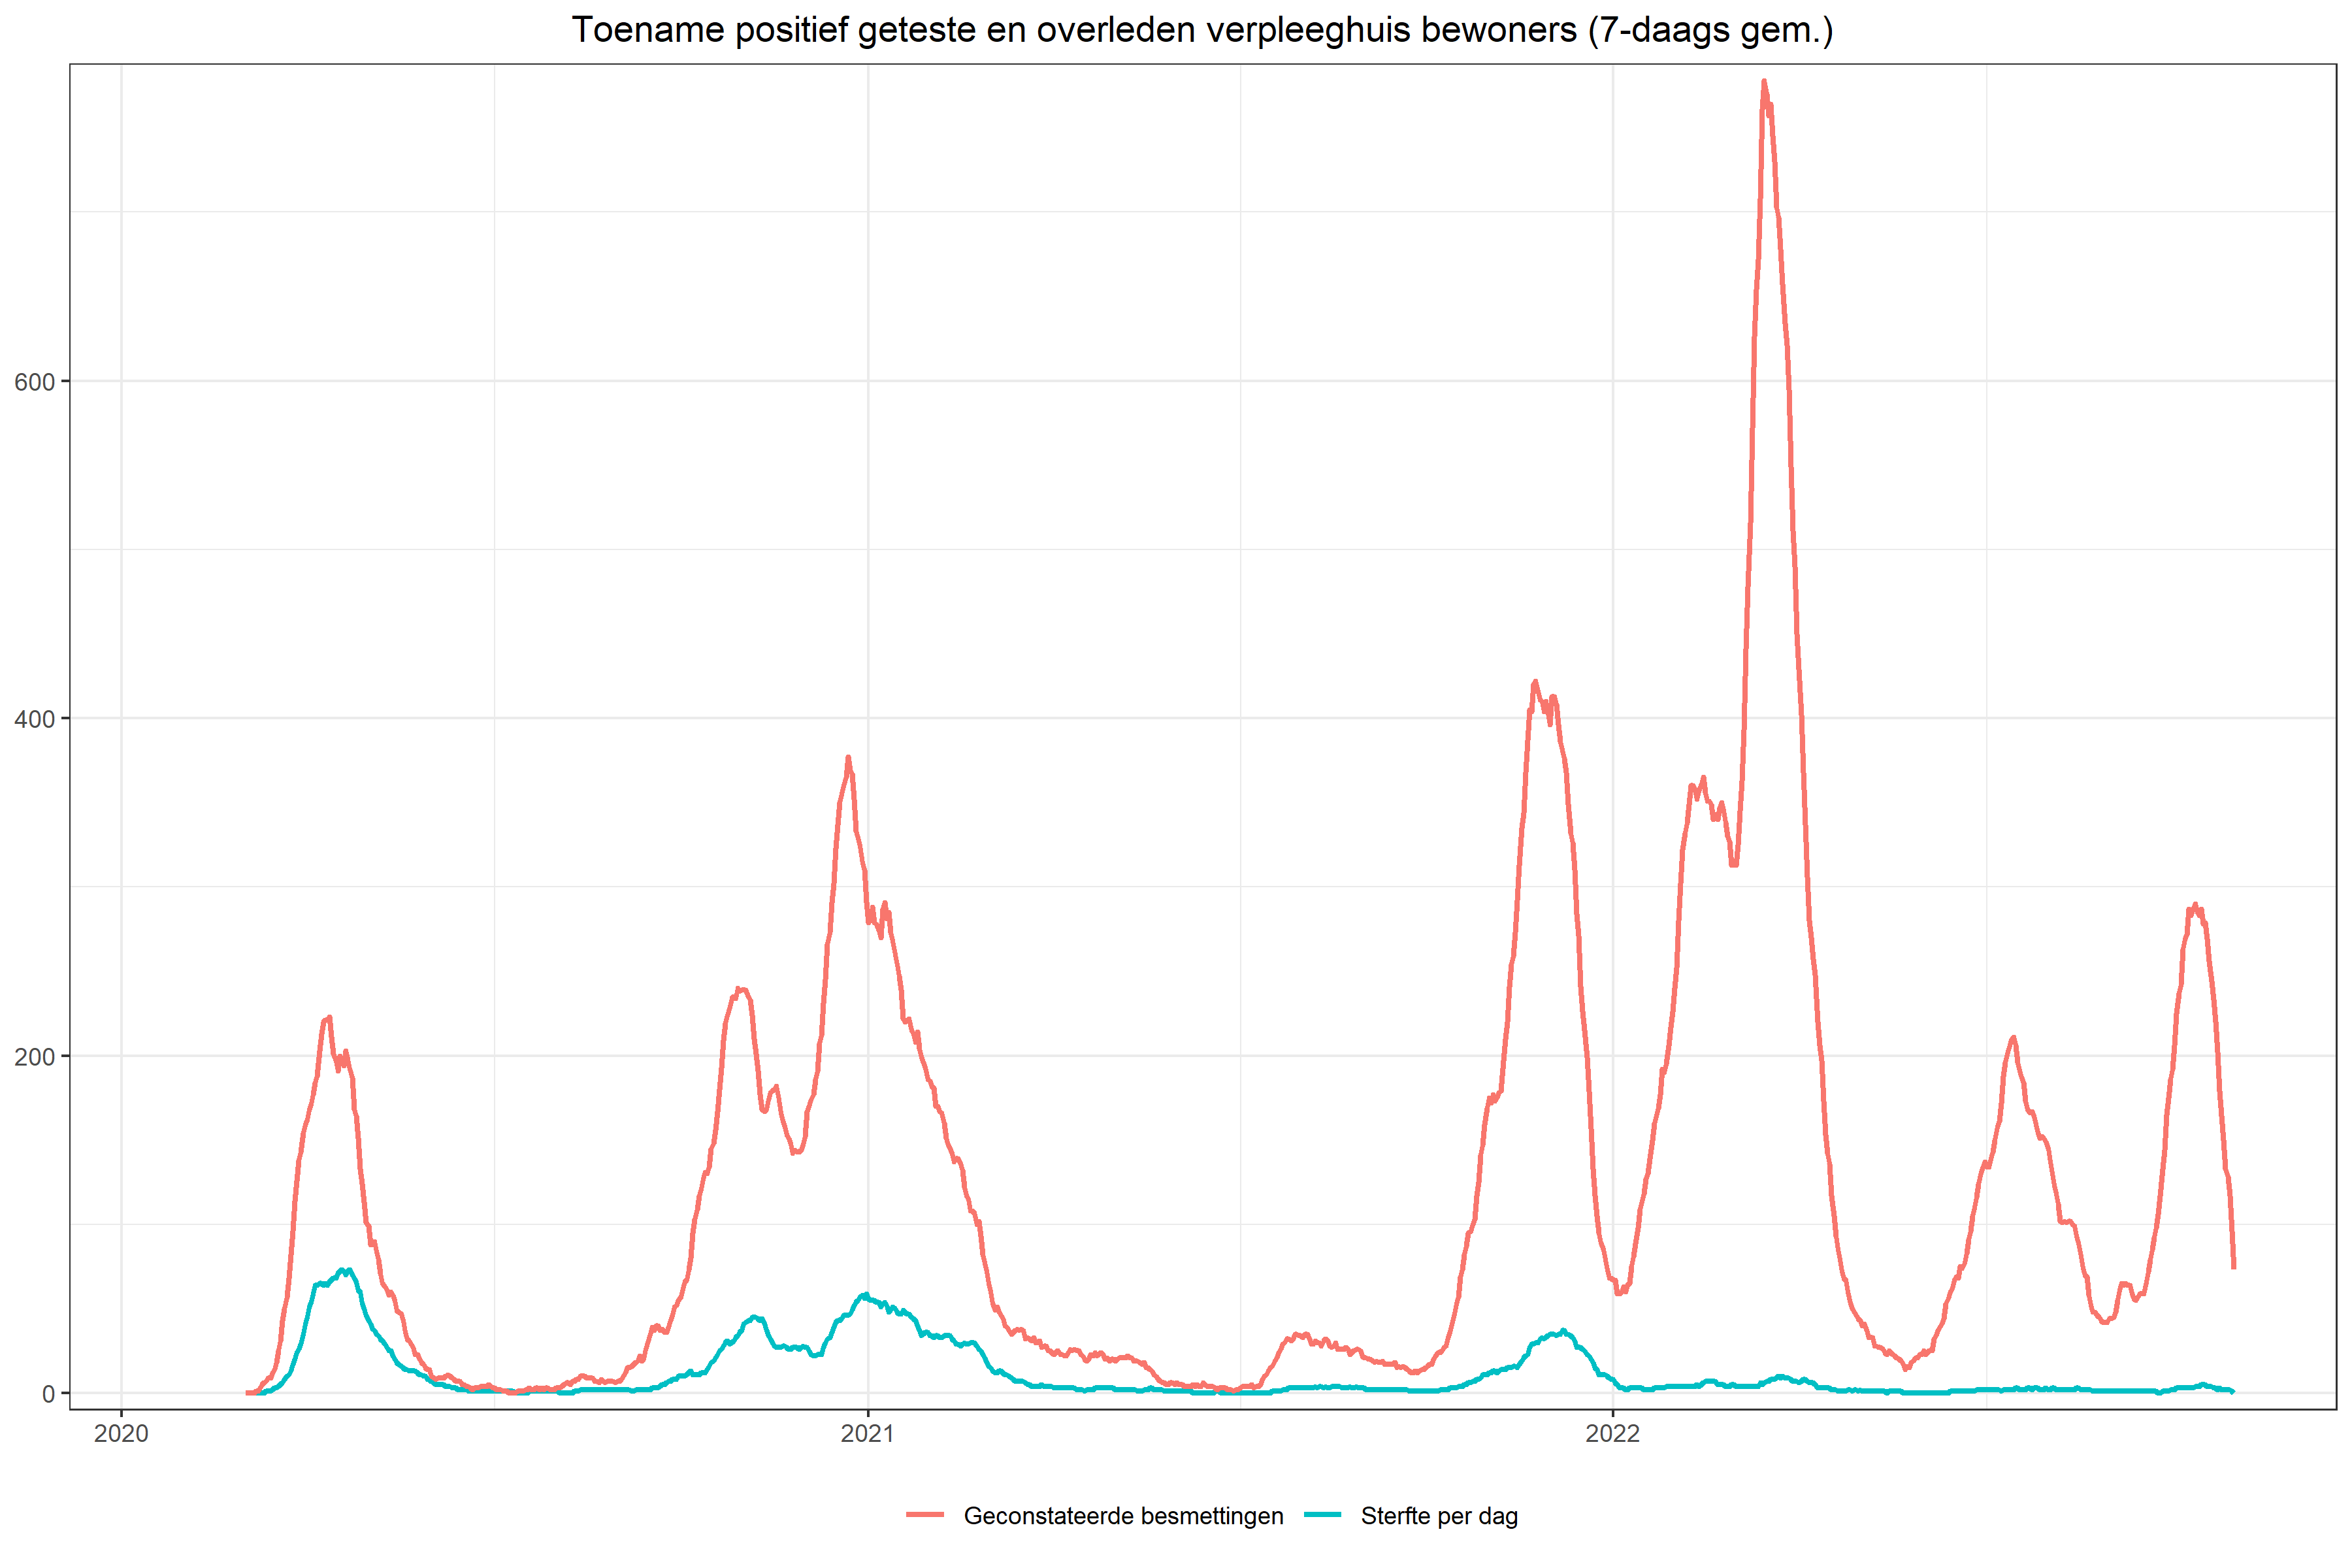 Toename positief geteste en overleden verpleeghuis bewoners (7-daags gem.)
600
400
200
0
2020 2021 2022
Geconstateerde besmettingen Sterfte per dag